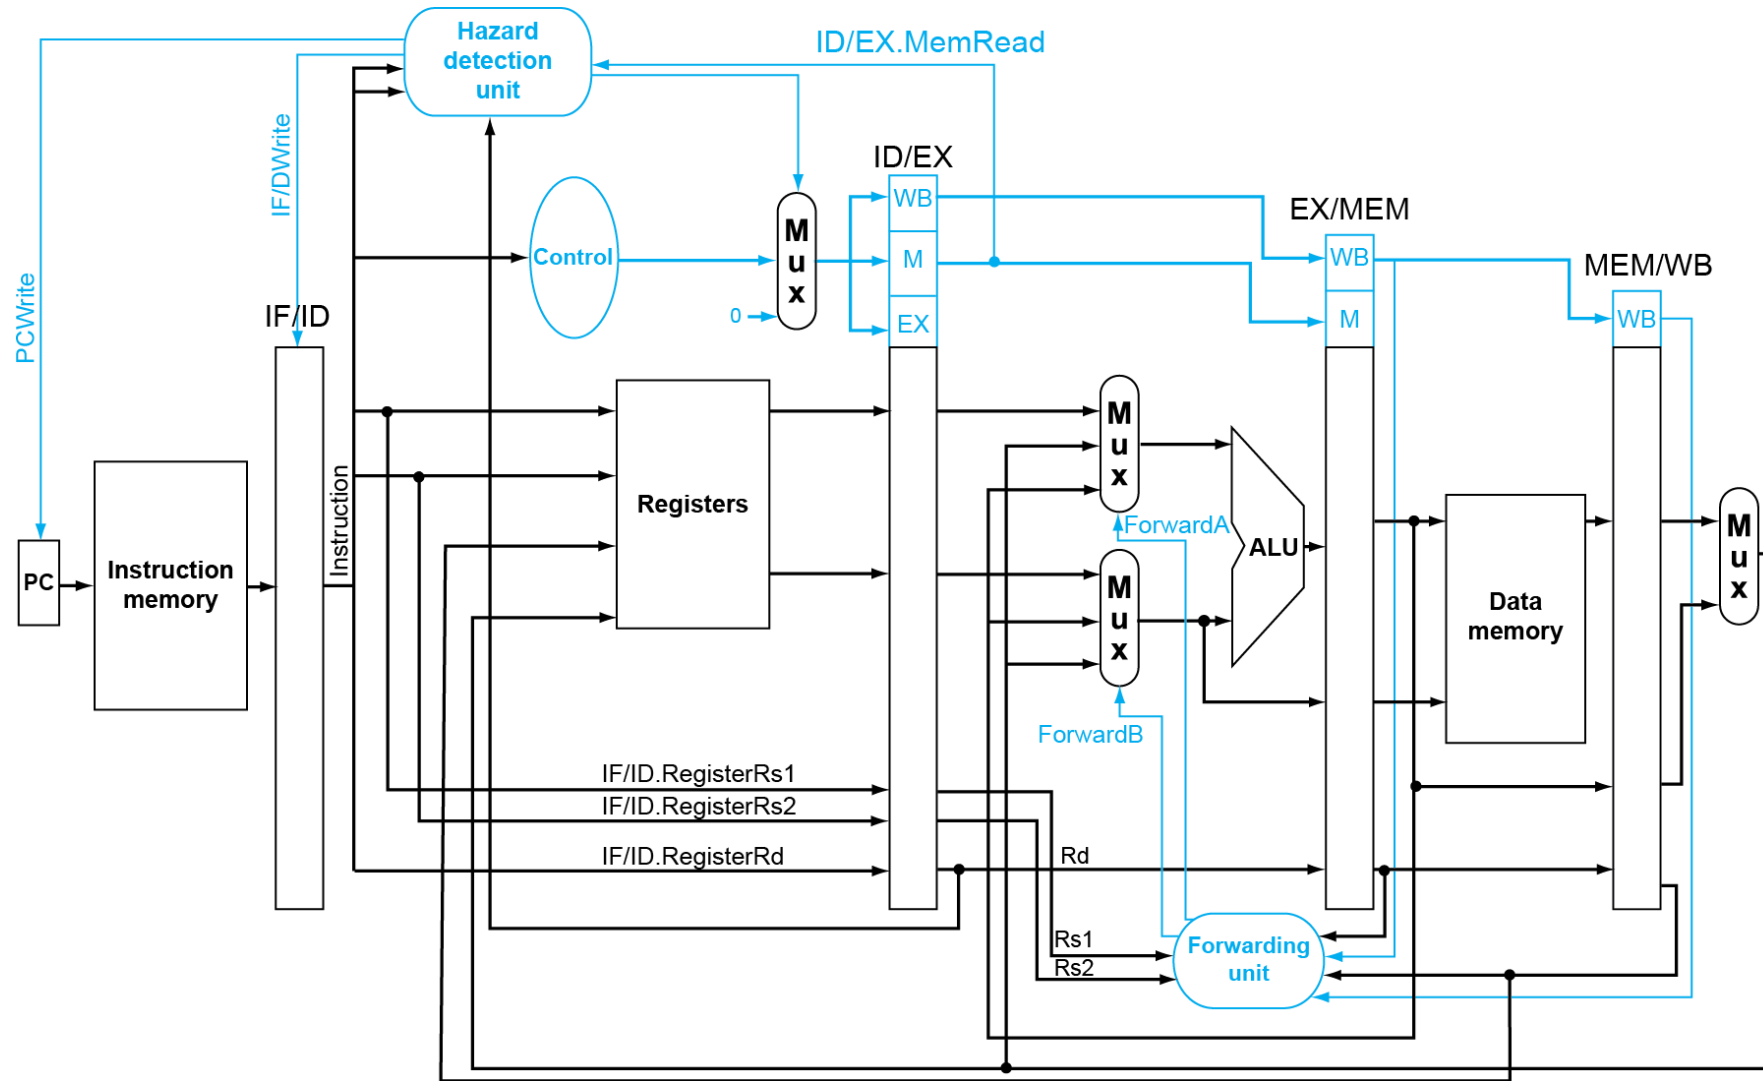 Hazard
detection
unit
ID/EX.MemRead
IF/DWrite
PCWrite
ID/EX
WB
M
EX
Control
0
M
u
x
EX/MEM
WB
M
MEM/WB
WB
IF/ID
Instruction
PC
Instruction
memory
Registers
M
u
x
ForwardA
M
u
x
ForwardB
ALU
Data
memory
M
u
x
IF/ID.RegisterRs1
IF/ID.RegisterRs2
IF/ID.RegisterRd
Rd
Rs1
Rs2
Forwarding
unit